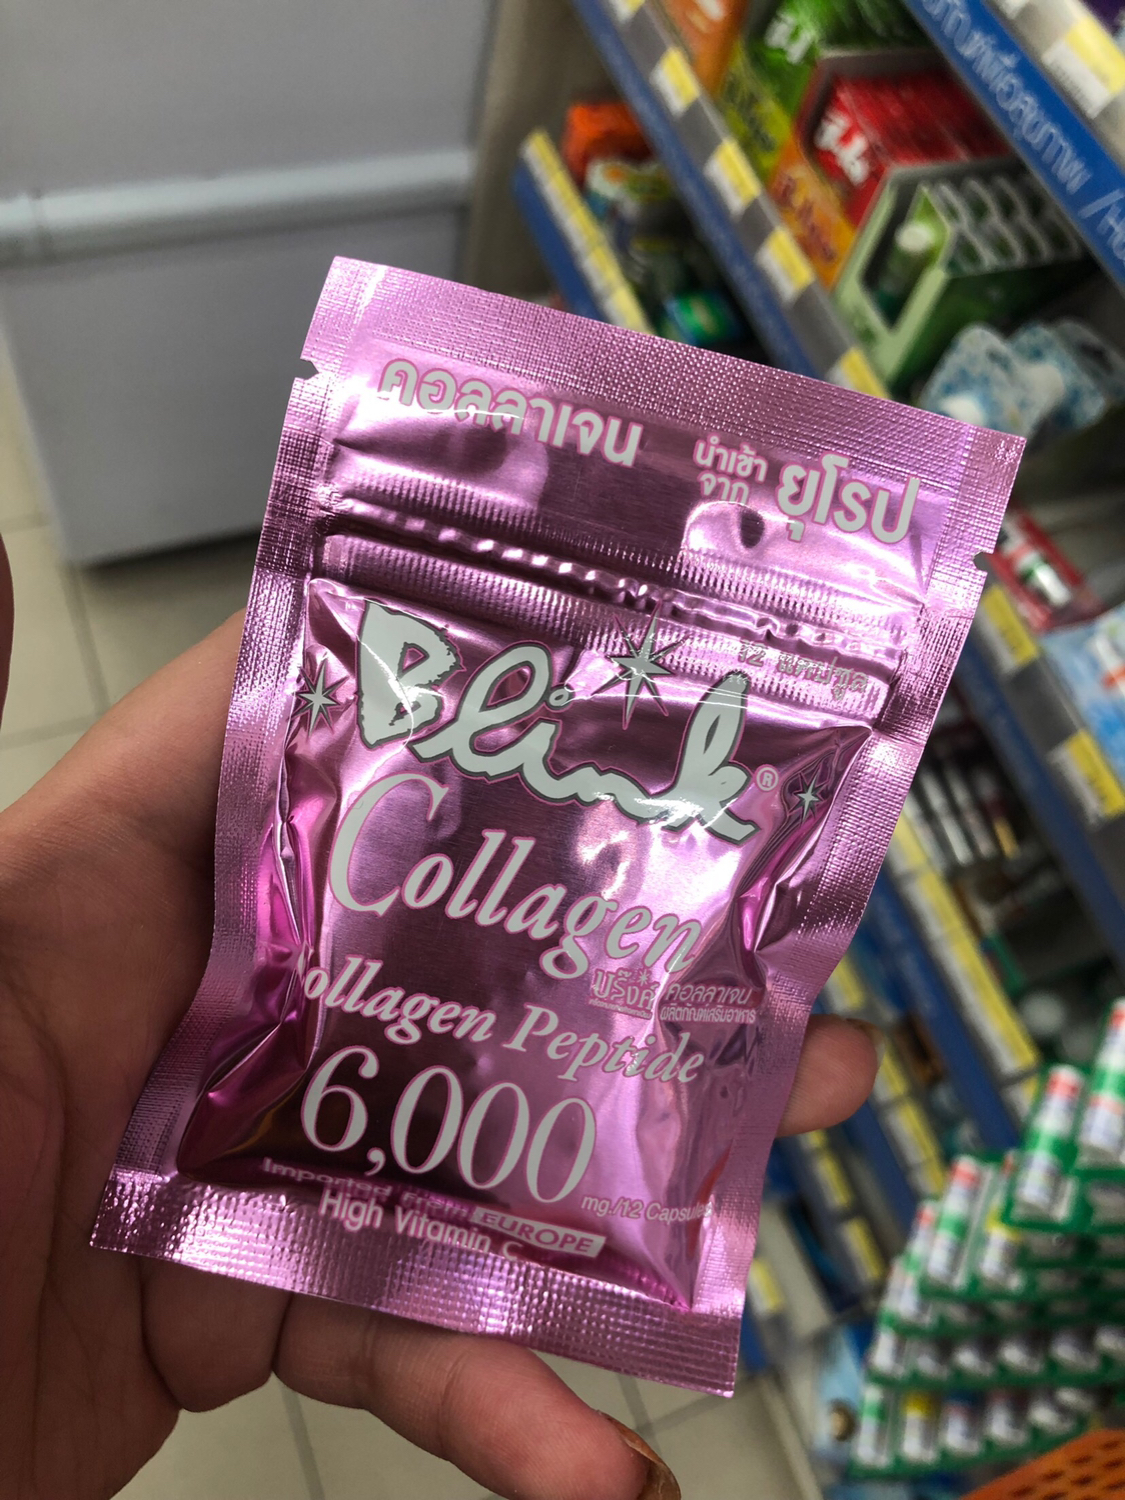 คอลลาเจน
นำเข้า
จาก
ยุโรป
12 แคปซูล
Blink®
Collagen
บริ๊งค์ คอลลาเจน
ผลิตภัณฑ์เสริมอาหาร
Collagen Peptide
6,000
mg./12 Capsules
Imported From EUROPE
High Vitamin C